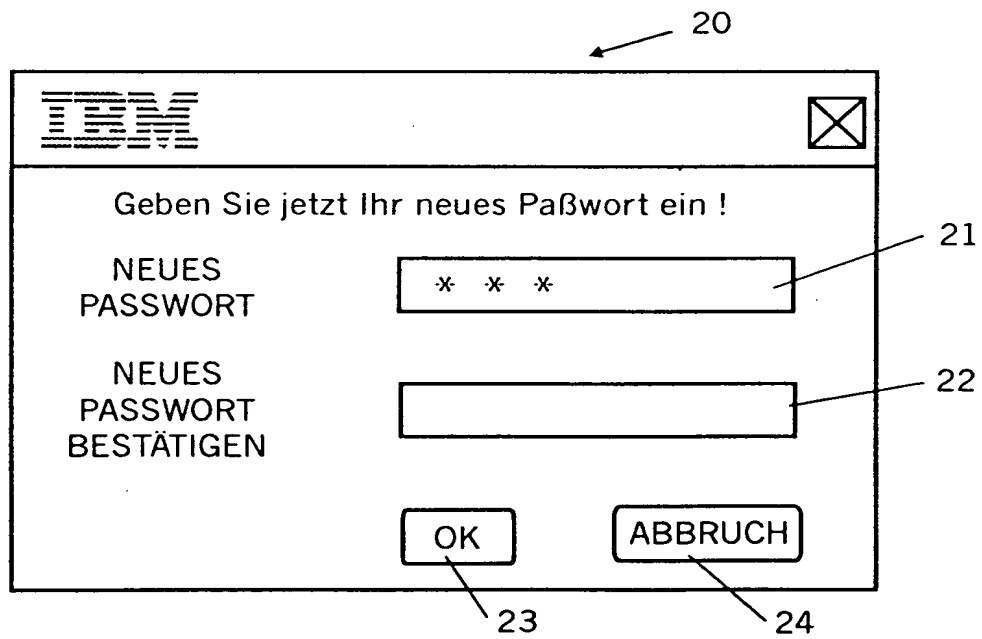 20
IBM
Geben Sie jetzt Ihr neues Paßwort ein !
21
NEUES
PASSWORT
* * *
22
NEUES
PASSWORT
BESTÄTIGEN
OK
ABBRUCH
23
24